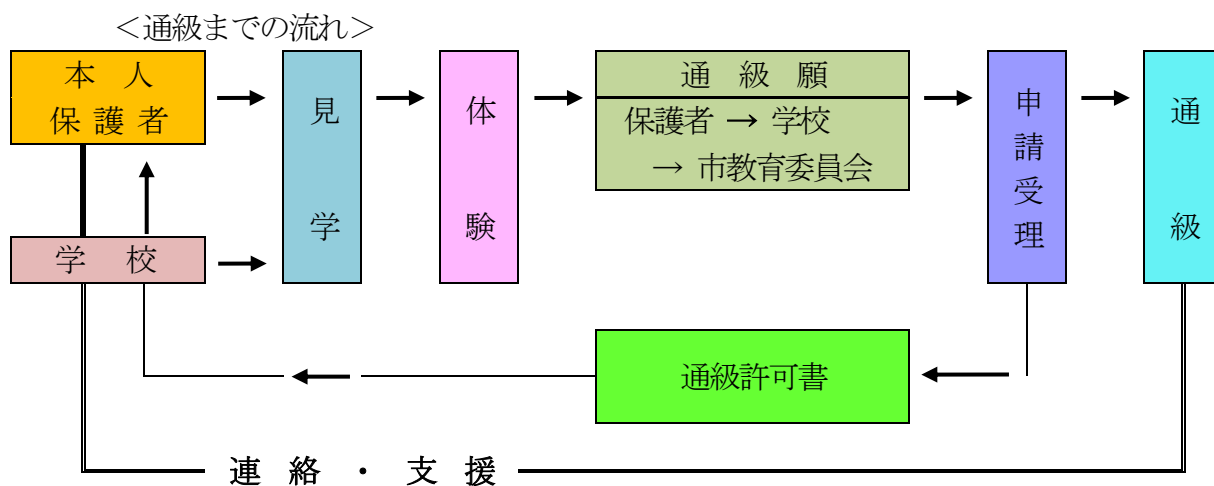 ＜通級までの流れ＞
本 人
保 護 者
学 校
見 学
体 験
通 級 願
保護者 → 学校
→ 市教育委員会
申請受理
通 級
通級許可書
連 絡 ・ 支 援